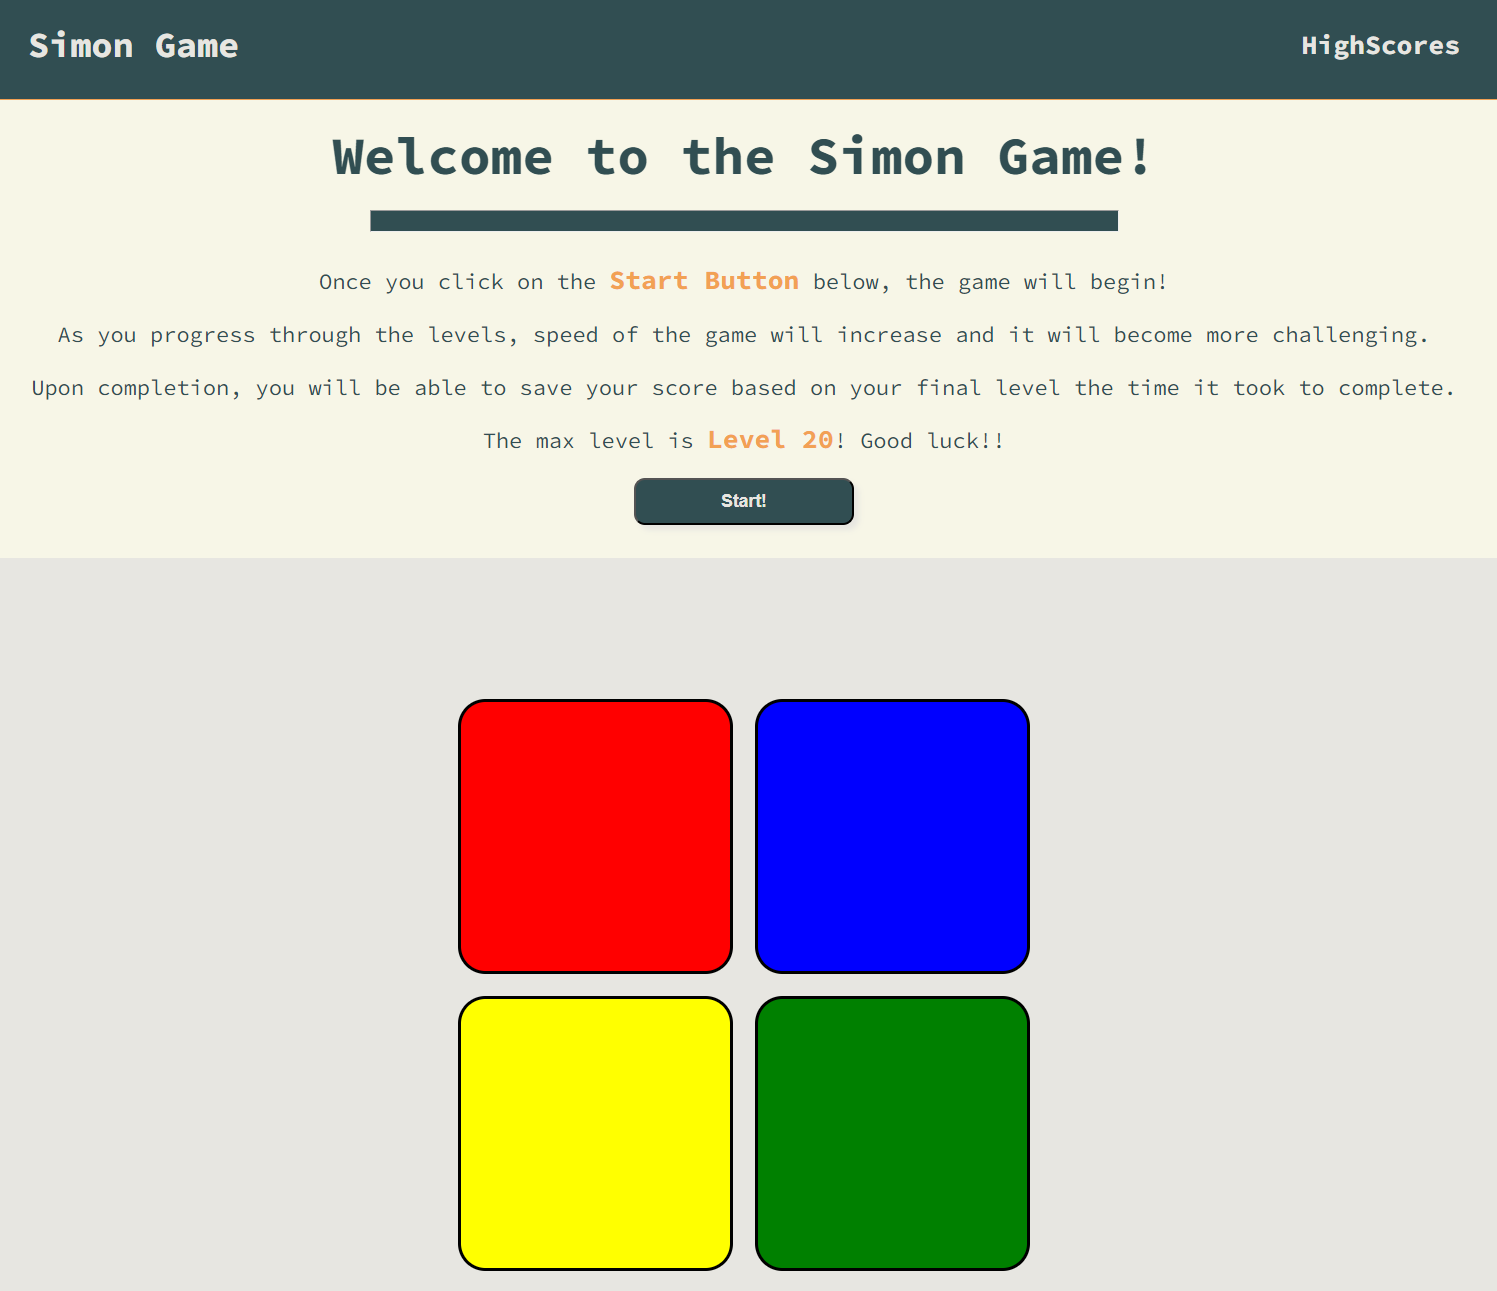 Simon Game
HighScores
Welcome to the Simon Game!
Once you click on the Start Button below, the game will begin!
As you progress through the levels, speed of the game will increase and it will become more challenging.
Upon completion, you will be able to save your score based on your final level the time it took to complete.
The max level is Level 20! Good luck!!
Start!